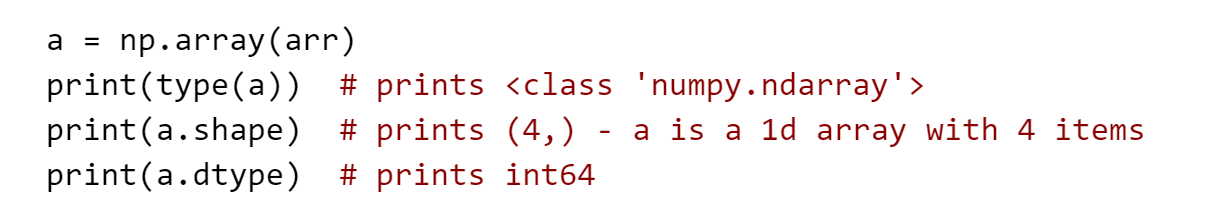 a = np.array(arr)
print(type(a))  # prints <class 'numpy.ndarray'>
print(a.shape)  # prints (4,) - a is a 1d array with 4 items
print(a.dtype)  # prints int64